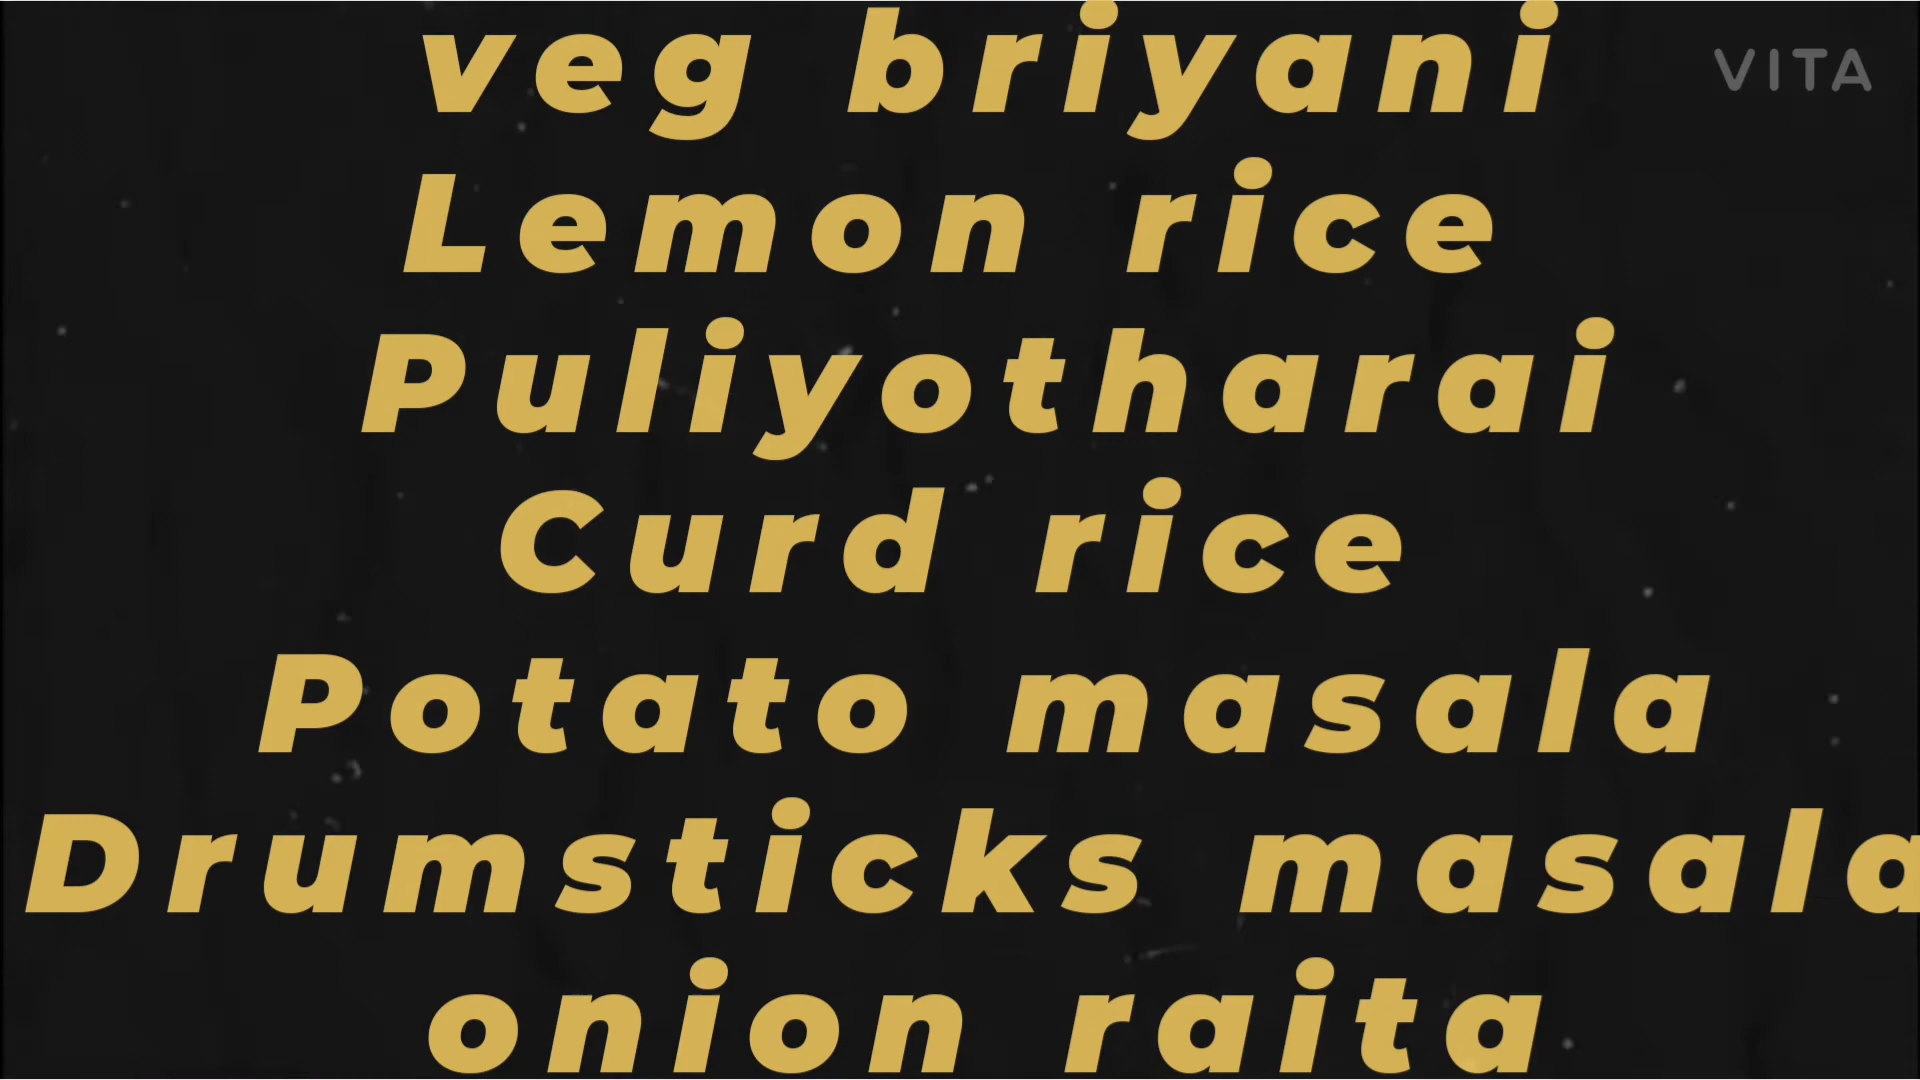 veg briyani
VITA
Lemon rice
Puliyotharai
Curd rice
Potato masala
Drumsticks masala
onion raita